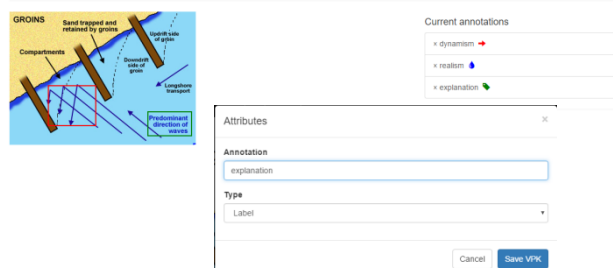 GROINS
Sand trapped and
retained by groins
Updrift side
of groin
Compartments
Downdrift
side of
groin
Longshore
transport
Predominant
direction of
waves
Current annotations
× dynamism
× realism
× explanation
Attributes
×
Annotation
explanation
Type
Label
Cancel
Save VPK